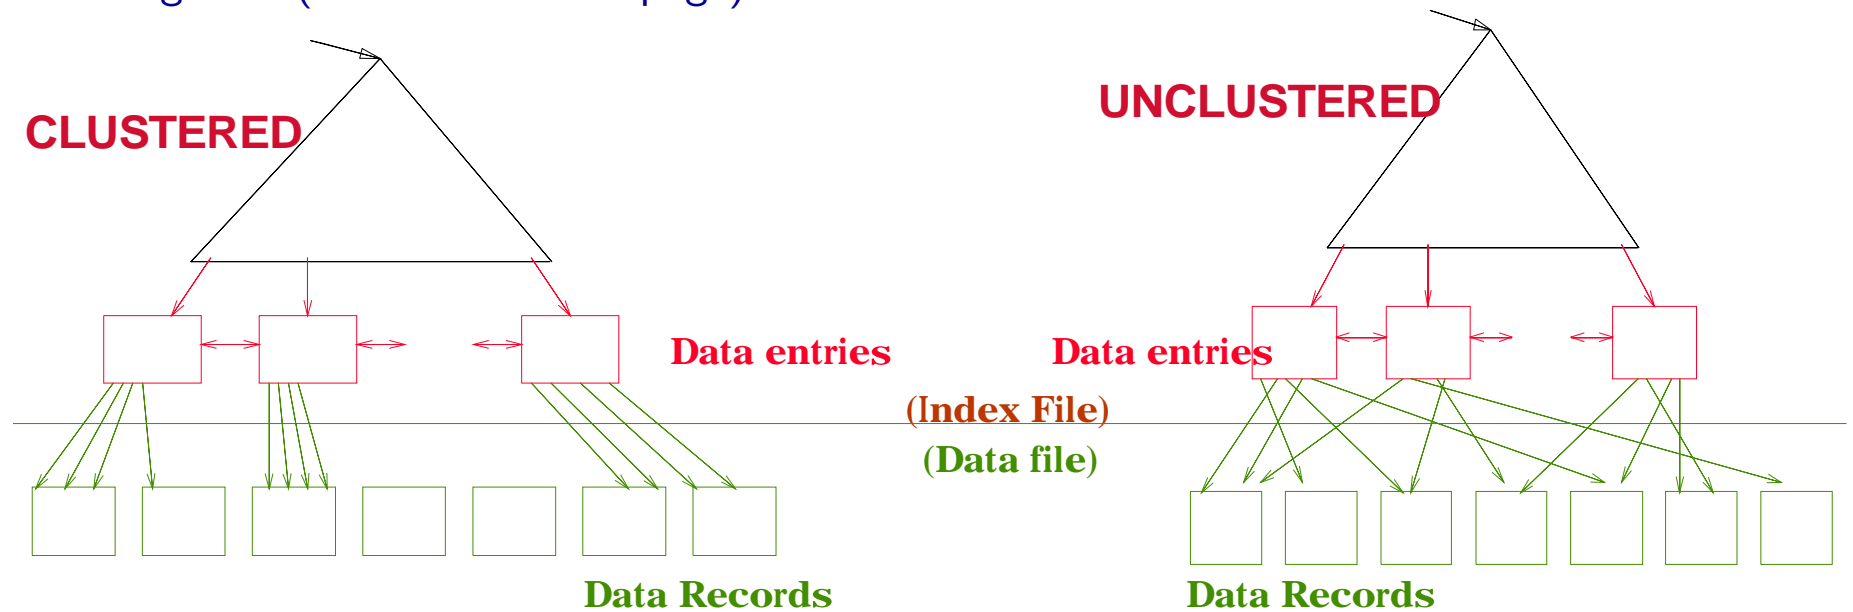 CLUSTERED
UNCLUSTERED
Data entries
Data entries
(Index File)
(Data file)
Data Records
Data Records